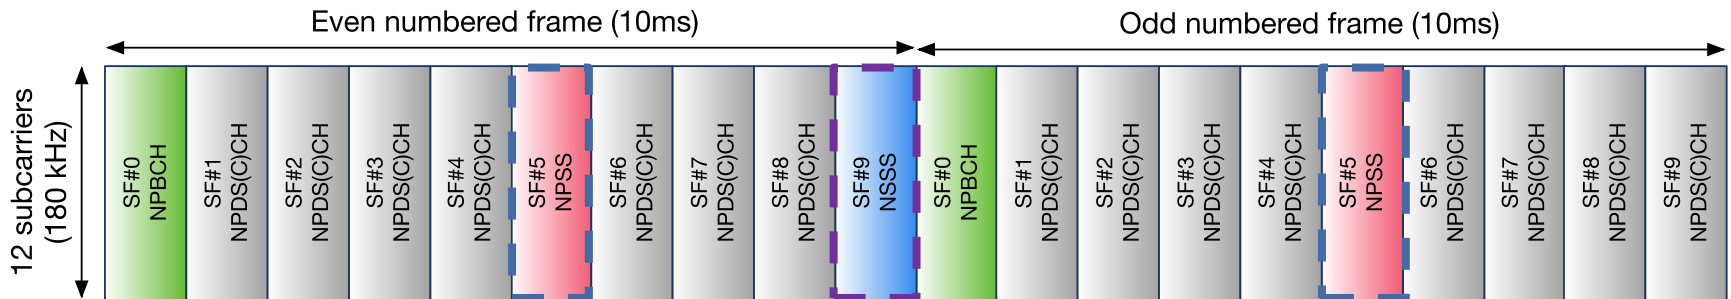 Even numbered frame (10ms)
Odd numbered frame (10ms)
12 subcarriers
(180 kHz)
SF#0
NPBCH
SF#1
NPDS(C)CH
SF#2
NPDS(C)CH
SF#3
NPDS(C)CH
SF#4
NPDS(C)CH
SF#5
NPSS
SF#6
NPDS(C)CH
SF#7
NPDS(C)CH
SF#8
NPDS(C)CH
SF#9
NSSS
SF#0
NPBCH
SF#1
NPDS(C)CH
SF#2
NPDS(C)CH
SF#3
NPDS(C)CH
SF#4
NPDS(C)CH
SF#5
NPSS
SF#6
NPDS(C)CH
SF#7
NPDS(C)CH
SF#8
NPDS(C)CH
SF#9
NPDS(C)CH